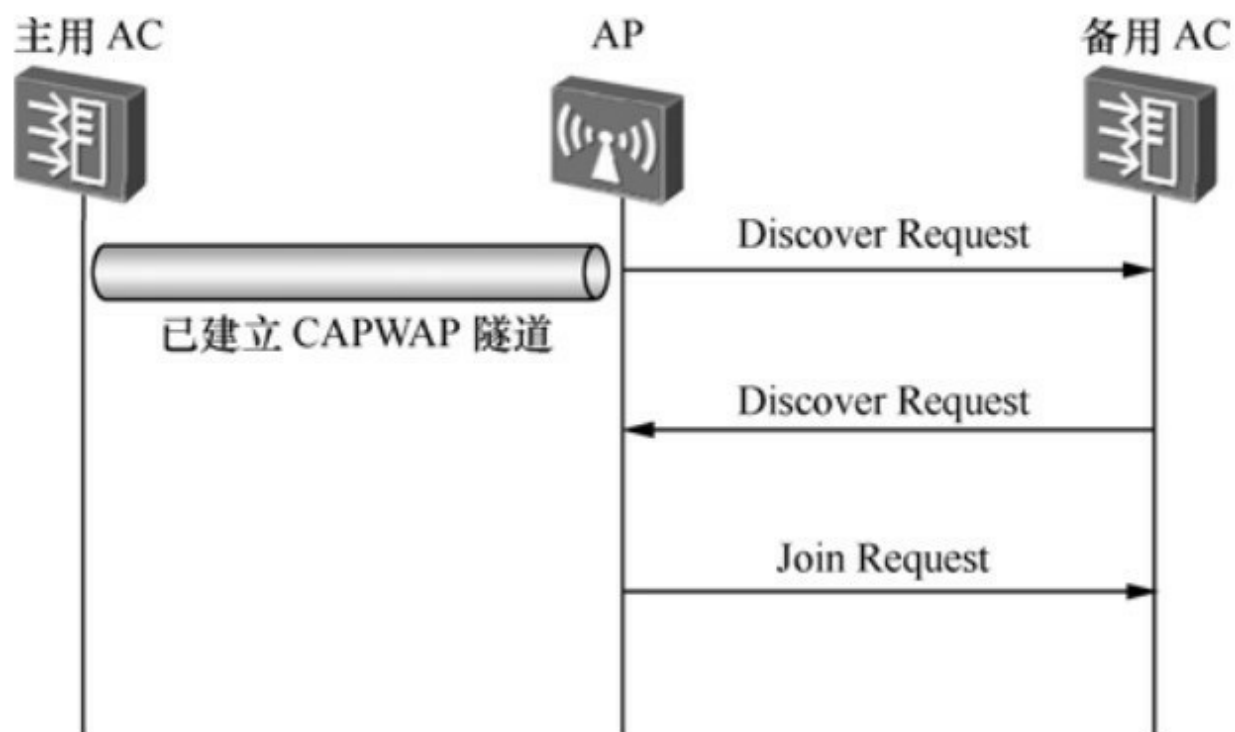 主用 AC
AP
备用 AC
Discover Request
已建立 CAPWAP 隧道
Discover Request
Join Request